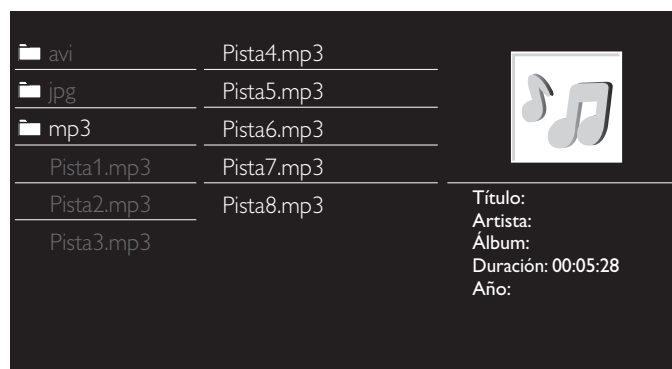 avi
jpg
mp3
Pista1.mp3
Pista2.mp3
Pista3.mp3
Pista4.mp3
Pista5.mp3
Pista6.mp3
Pista7.mp3
Pista8.mp3
Título:
Artista:
Álbum:
Duración: 00:05:28
Año: